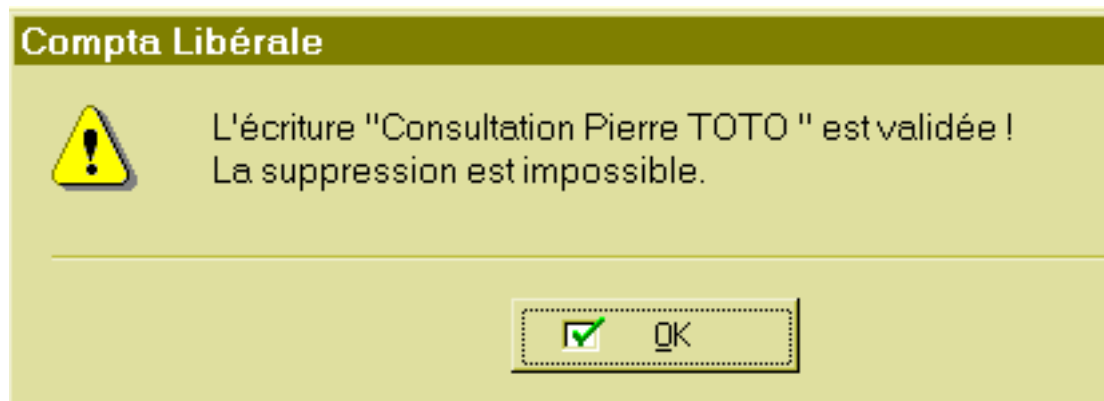 Compta Libérale
L'écriture "Consultation Pierre TOTO " est validée !
La suppression est impossible.
OK